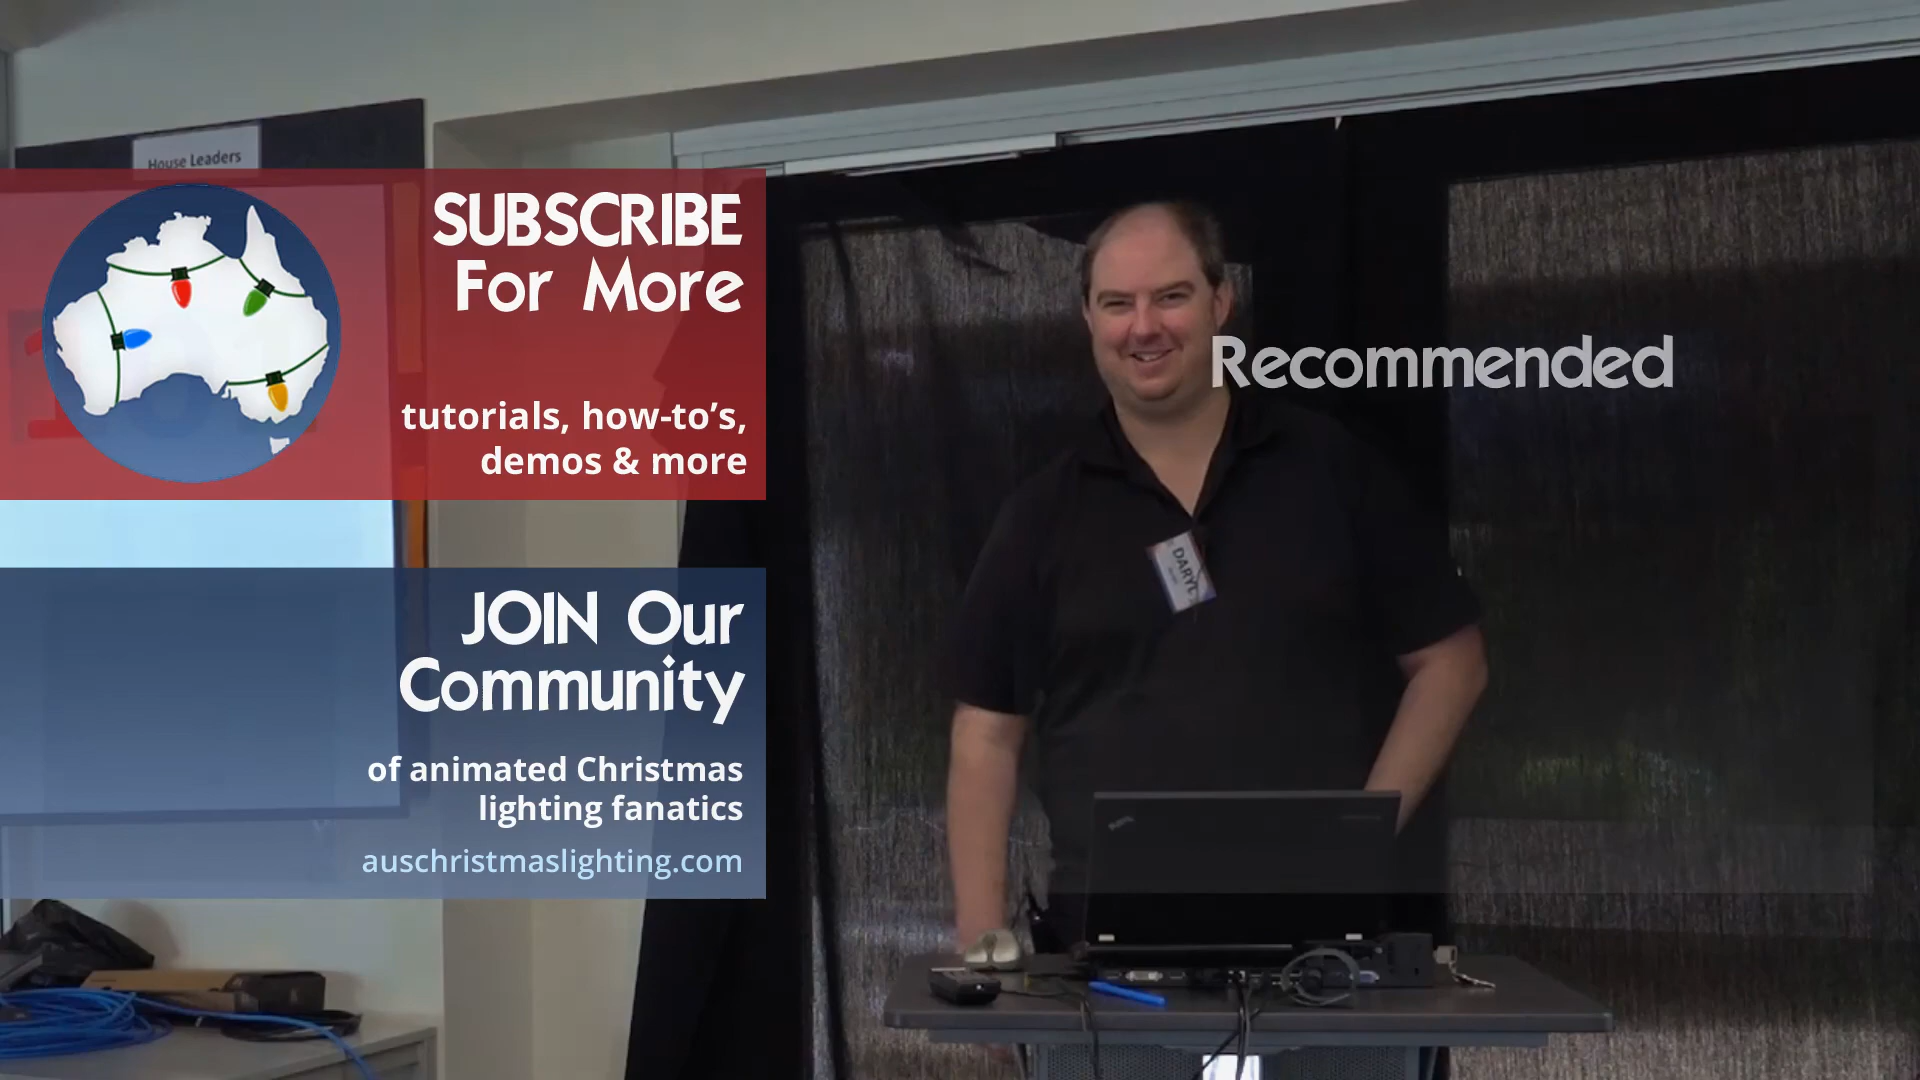 House Leaders
SUBSCRIBE
For More
tutorials, how-to's,
demos & more
JOIN Our
Community
of animated Christmas
lighting fanatics
auschristmaslighting.com
Recommended
DARYL